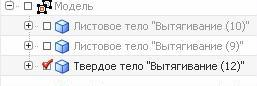 Модель
Листовое тело "Вытягивание (10)"
Листовое тело "Вытягивание (9)"
Твердое тело "Вытягивание (12)"